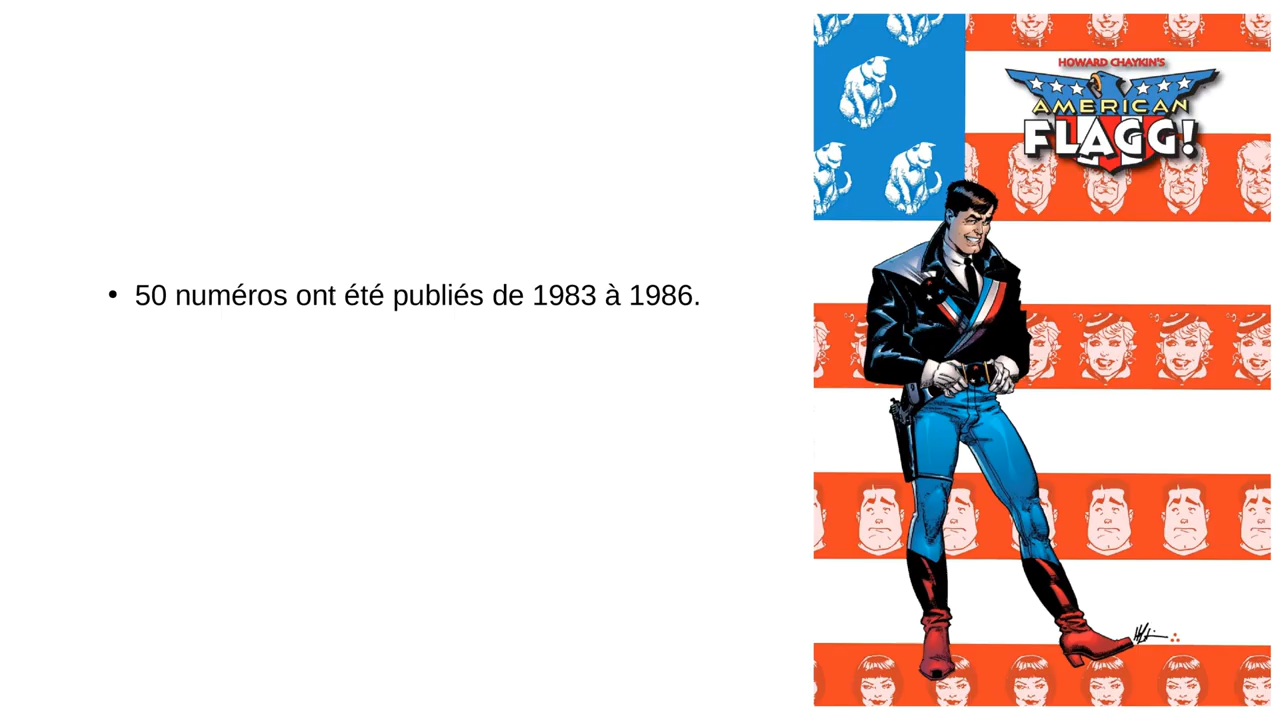 • 50 numéros ont été publiés de 1983 à 1986.
HOWARD CHAYKIN'S
AMERICAN
FLAGG!